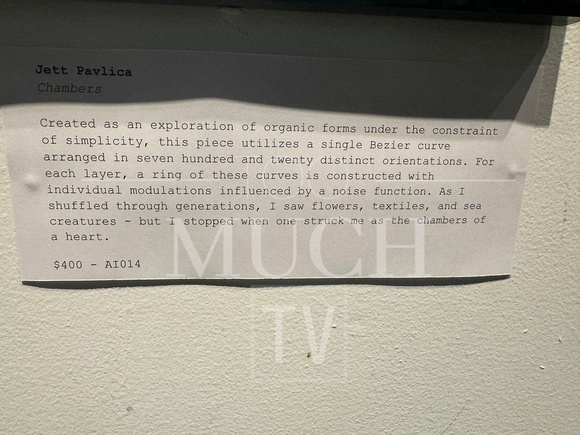 Jett Pavlica
Chambers
Created as an exploration of organic forms under the constraint
of simplicity, this piece utilizes a single Bezier curve
arranged in seven hundred and twenty distinct orientations. For
each layer, a ring of these curves is constructed with
individual modulations influenced by a noise function. As I
shuffled through generations, I saw flowers, textiles, and sea
creatures - but I stopped when one struck me as the chambers of
a heart.
$400 - AI014
MUCH
TV